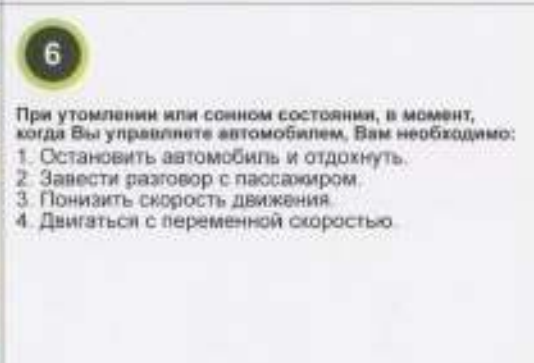 6
При утомлении или сонном состоянии, в момент,
когда Вы управляете автомобилем, Вам необходимо:
1. Остановить автомобиль и отдохнуть.
2. Завести разговор с пассажиром.
3. Понизить скорость движения.
4. Двигаться с переменной скоростью.